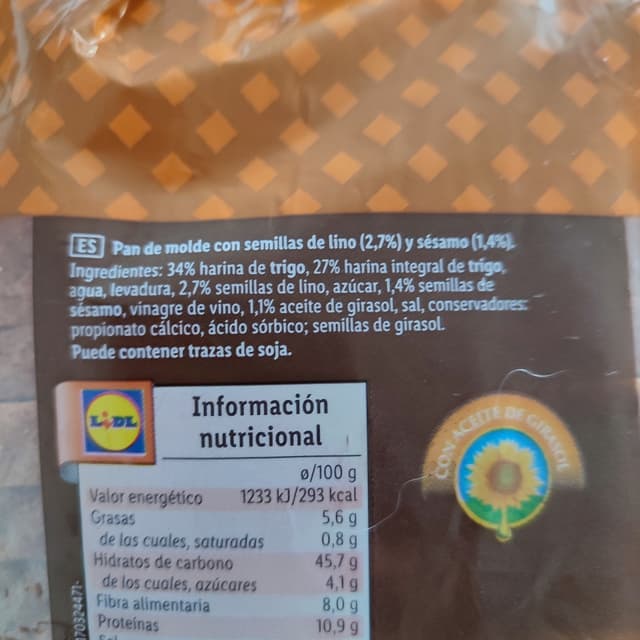 ES Pan de molde con semillas de lino (2,7%) y sésamo (1,4%).
Ingredientes: 34% harina de trigo, 27% harina integral de trigo,
agua, levadura, 2,7% semillas de lino, azúcar, 1,4% semillas de
sésamo, vinagre de vino, 1,1% aceite de girasol, sal, conservadores:
propionato cálcico, ácido sórbico; semillas de girasol.
Puede contener trazas de soja.
LIDL
Información
nutricional
ø/100 g
Valor energético 1233 kJ/293 kcal
Grasas 5,6 g
de las cuales, saturadas 0,8 g
Hidratos de carbono 45,7 g
de los cuales, azúcares 4,1 g
Fibra alimentaria 8,0 g
Proteínas 10,9 g
CON ACEITE DE GIRASOL